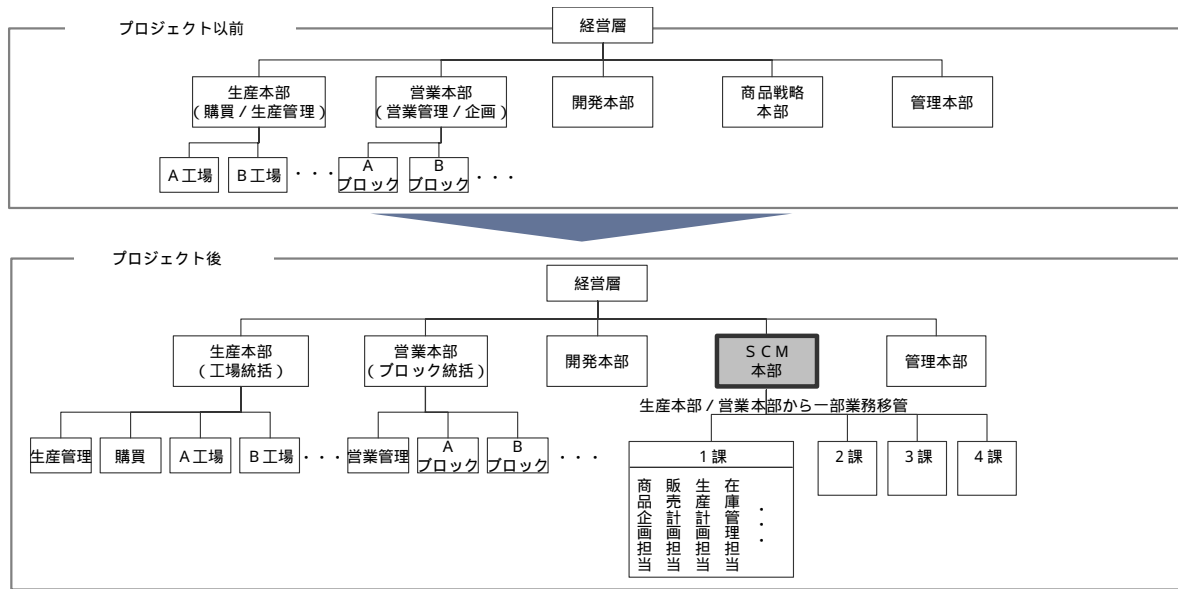 プロジェクト以前
経営層
生産本部
(購買/生産管理)
営業本部
(営業管理/企画)
開発本部
商品戦略
本部
管理本部
A工場
B工場
・・・
A
ブロック
B
ブロック
・・・
プロジェクト後
経営層
生産本部
(工場統括)
営業本部
(ブロック統括)
開発本部
SCM
本部
管理本部
生産本部/営業本部から一部業務移管
生産管理
購買
A工場
B工場
・・・
営業管理
A
ブロック
B
ブロック
・・・
1課
商品企画担当
販売計画担当
生産計画担当
在庫管理担当
・・・
2課
3課
4課